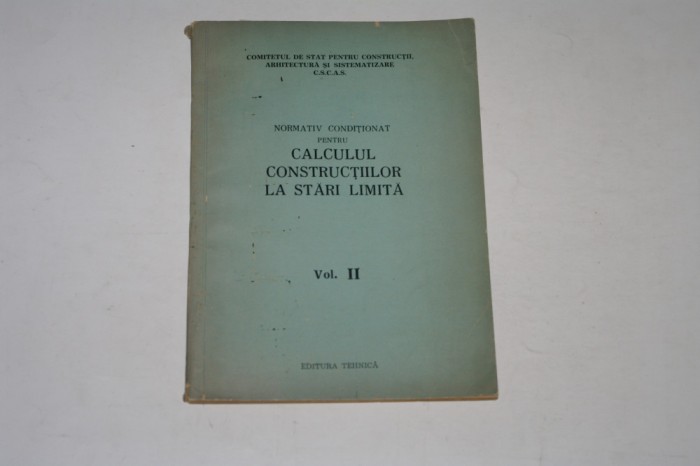 COMITETUL DE STAT PENTRU CONSTRUCȚII,
ARHITECTURĂ ȘI SISTEMATIZARE
C.S.C.A.S.
NORMATIV CONDIȚIONAT
PENTRU
CALCULUL
CONSTRUCȚIILOR
LA STĂRI LIMITĂ
Vol. II
EDITURA TEHNICĂ